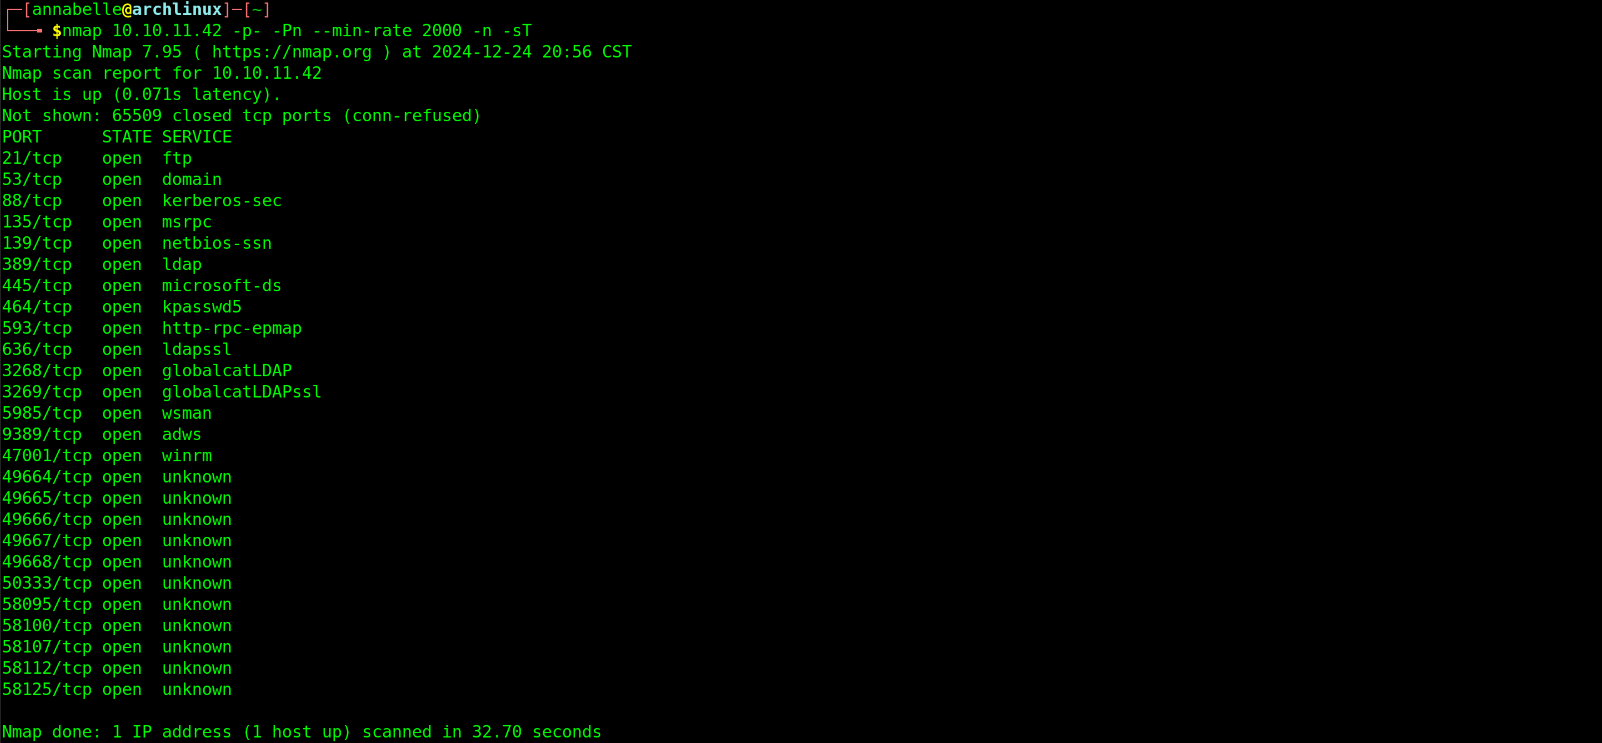 ┌─[annabelle@archlinux]─[~]
└──╼ $nmap 10.10.11.42 -p- -Pn --min-rate 2000 -n -sT
Starting Nmap 7.95 ( https://nmap.org ) at 2024-12-24 20:56 CST
Nmap scan report for 10.10.11.42
Host is up (0.071s latency).
Not shown: 65509 closed tcp ports (conn-refused)
PORT      STATE SERVICE
21/tcp    open  ftp
53/tcp    open  domain
88/tcp    open  kerberos-sec
135/tcp   open  msrpc
139/tcp   open  netbios-ssn
389/tcp   open  ldap
445/tcp   open  microsoft-ds
464/tcp   open  kpasswd5
593/tcp   open  http-rpc-epmap
636/tcp   open  ldapssl
3268/tcp  open  globalcatLDAP
3269/tcp  open  globalcatLDAPssl
5985/tcp  open  wsman
9389/tcp  open  adws
47001/tcp open  winrm
49664/tcp open  unknown
49665/tcp open  unknown
49666/tcp open  unknown
49667/tcp open  unknown
49668/tcp open  unknown
50333/tcp open  unknown
58095/tcp open  unknown
58100/tcp open  unknown
58107/tcp open  unknown
58112/tcp open  unknown
58125/tcp open  unknown

Nmap done: 1 IP address (1 host up) scanned in 32.70 seconds